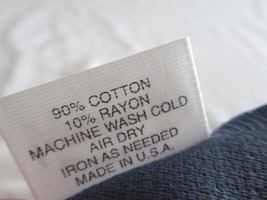 90% COTTON
10% RAYON
MACHINE WASH COLD
AIR DRY
IRON AS NEEDED
MADE IN U.S.A.